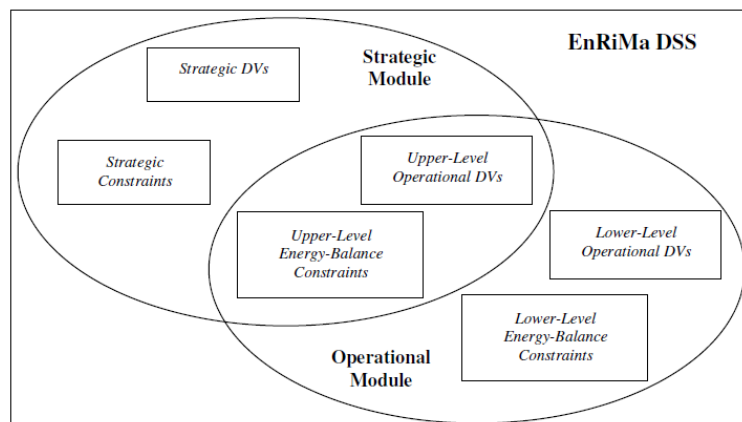 EnRiMa DSS
Strategic
Module
Strategic DVs
Strategic
Constraints
Upper-Level
Operational DVs
Upper-Level
Energy-Balance
Constraints
Lower-Level
Operational DVs
Lower-Level
Energy-Balance
Constraints
Operational
Module